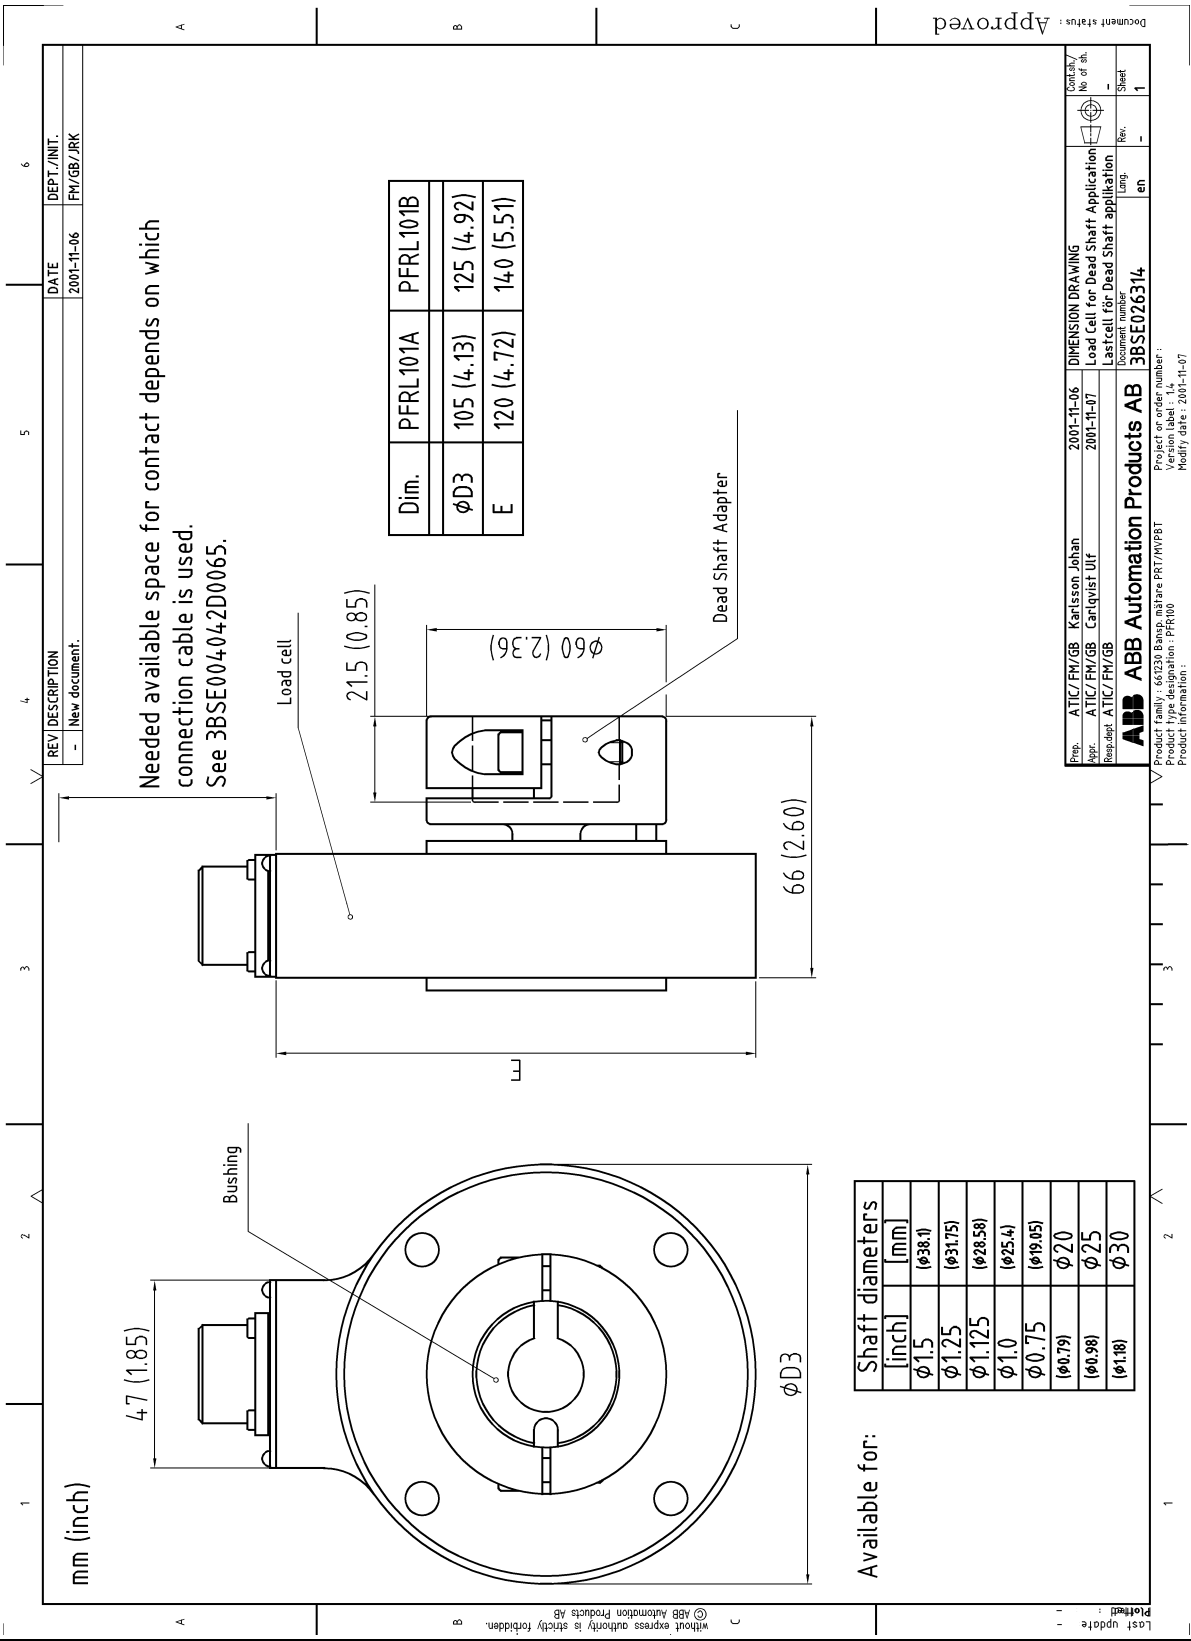 Document status : Approved
A
B
C
REV DESCRIPTION DATE DEPT./INIT.
- New document. 2001-11-06 FM/GB/JRK
1
2
3
4
5
6
mm (inch)
Needed available space for contact depends on which
connection cable is used.
See 3BSE004042D0065.
47 (1.85)
Bushing
ΦD3
E
Load cell
21.5 (0.85)
Φ60 (2.36)
66 (2.60)
Dead Shaft Adapter
Dim. PFRL101A PFRL101B
ΦD3 105 (4.13) 125 (4.92)
E 120 (4.72) 140 (5.51)
Available for:
Shaft diameters
[inch] [mm]
Φ1.5 (Φ38.1)
Φ1.25 (Φ31.75)
Φ1.125 (Φ28.58)
Φ1.0 (Φ25.4)
Φ0.75 (Φ19.05)
(Φ0.79) Φ20
(Φ0.98) Φ25
(Φ1.18) Φ30
Prep. ATIC/ FM/GB Karlsson Johan 2001-11-06
Appr. ATIC/ FM/GB Carlqvist Ulf 2001-11-07
Resp.dept ATIC/ FM/GB
DIMENSION DRAWING
Load Cell for Dead Shaft Application
Lastcell för Dead Shaft applikation
Cont.sh./
No of sh.
-
ABB ABB Automation Products AB
Document number
3BSE026314
Lang.
en
Rev.
-
Sheet
1
Product family : 661230 Bansp. mätare PRT/MVPBT
Product type designation : PFR100
Product information :
Project or order number :
Version label : 1.4
Modify date : 2001-11-07
1
2
3
A
B
C
without express authority is strictly forbidden.
© ABB Automation Products AB
Last update -
-